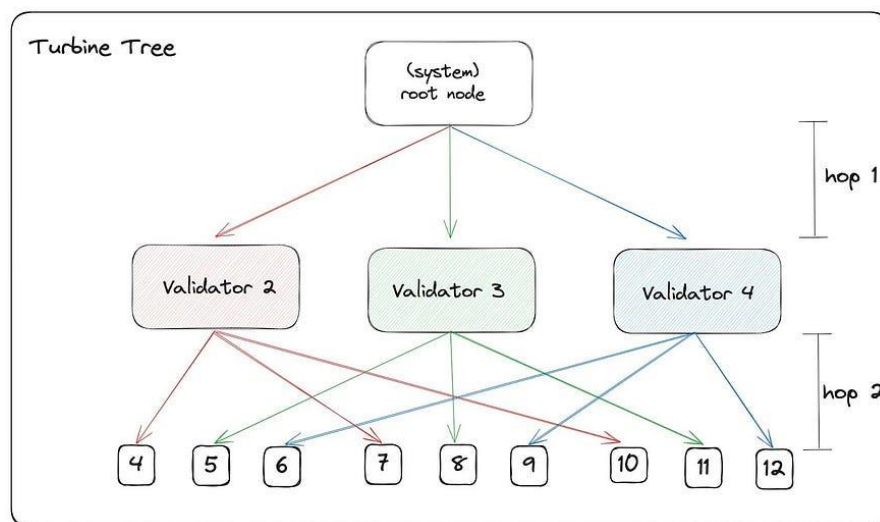 Turbine Tree
(system)
root node
hop 1
Validator 2
Validator 3
Validator 4
hop 2
4
5
6
7
8
9
10
11
12